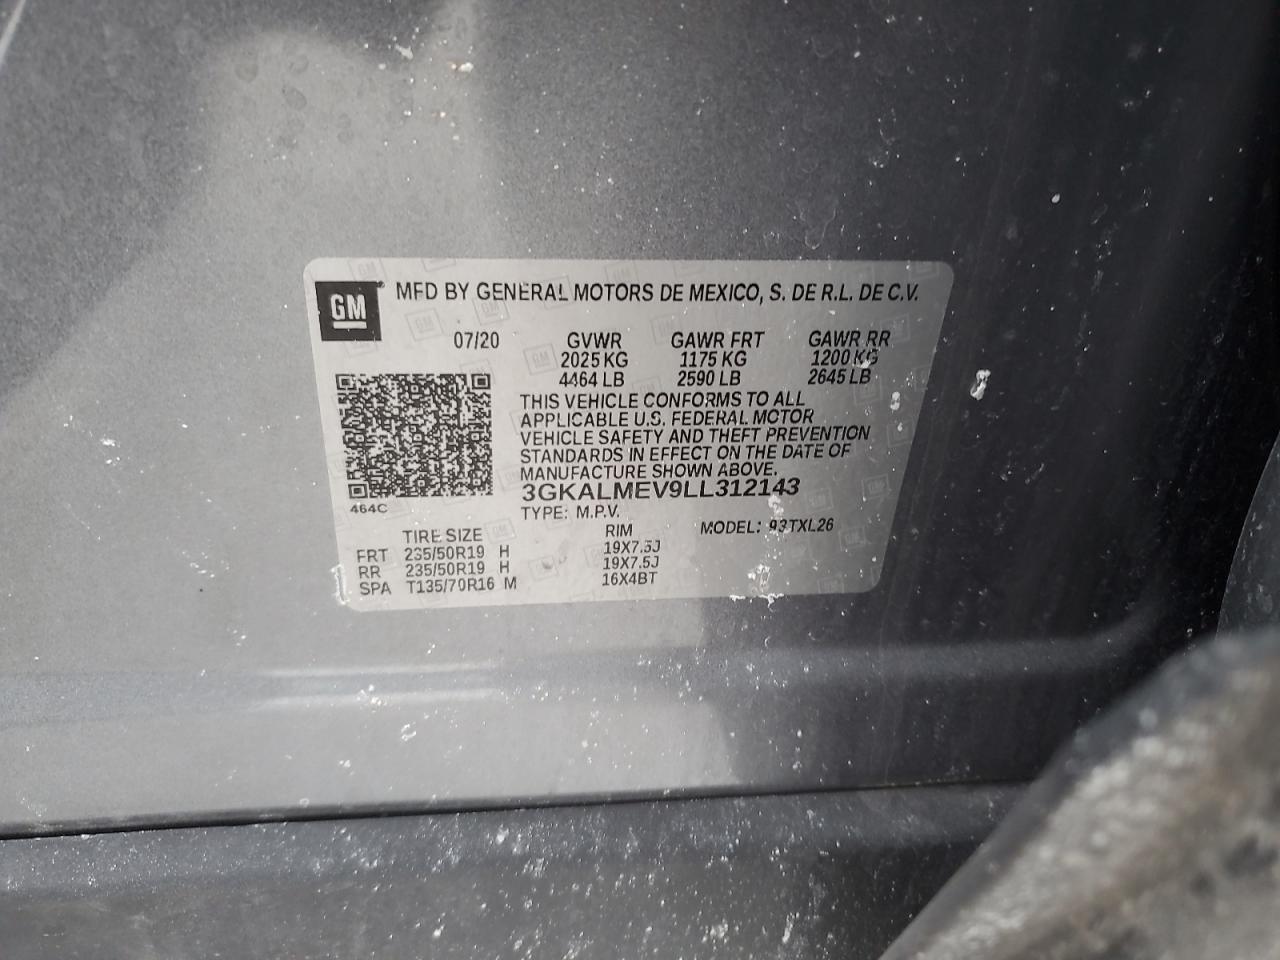 GM
MFD BY GENERAL MOTORS DE MEXICO, S. DE R.L. DE C.V.
07/20 GVWR GAWR FRT GAWR RR
2025 KG 1175 KG 1200 KG
4464 LB 2590 LB 2645 LB
THIS VEHICLE CONFORMS TO ALL
APPLICABLE U.S. FEDERAL MOTOR
VEHICLE SAFETY AND THEFT PREVENTION
STANDARDS IN EFFECT ON THE DATE OF
MANUFACTURE SHOWN ABOVE.
3GKALMEV9LL312143
464C
TYPE: M.P.V. MODEL: 93TXL26
TIRE SIZE RIM
FRT 235/50R19 H 19X7.5J
RR 235/50R19 H 19X7.5J
SPA T135/70R16 M 16X4BT